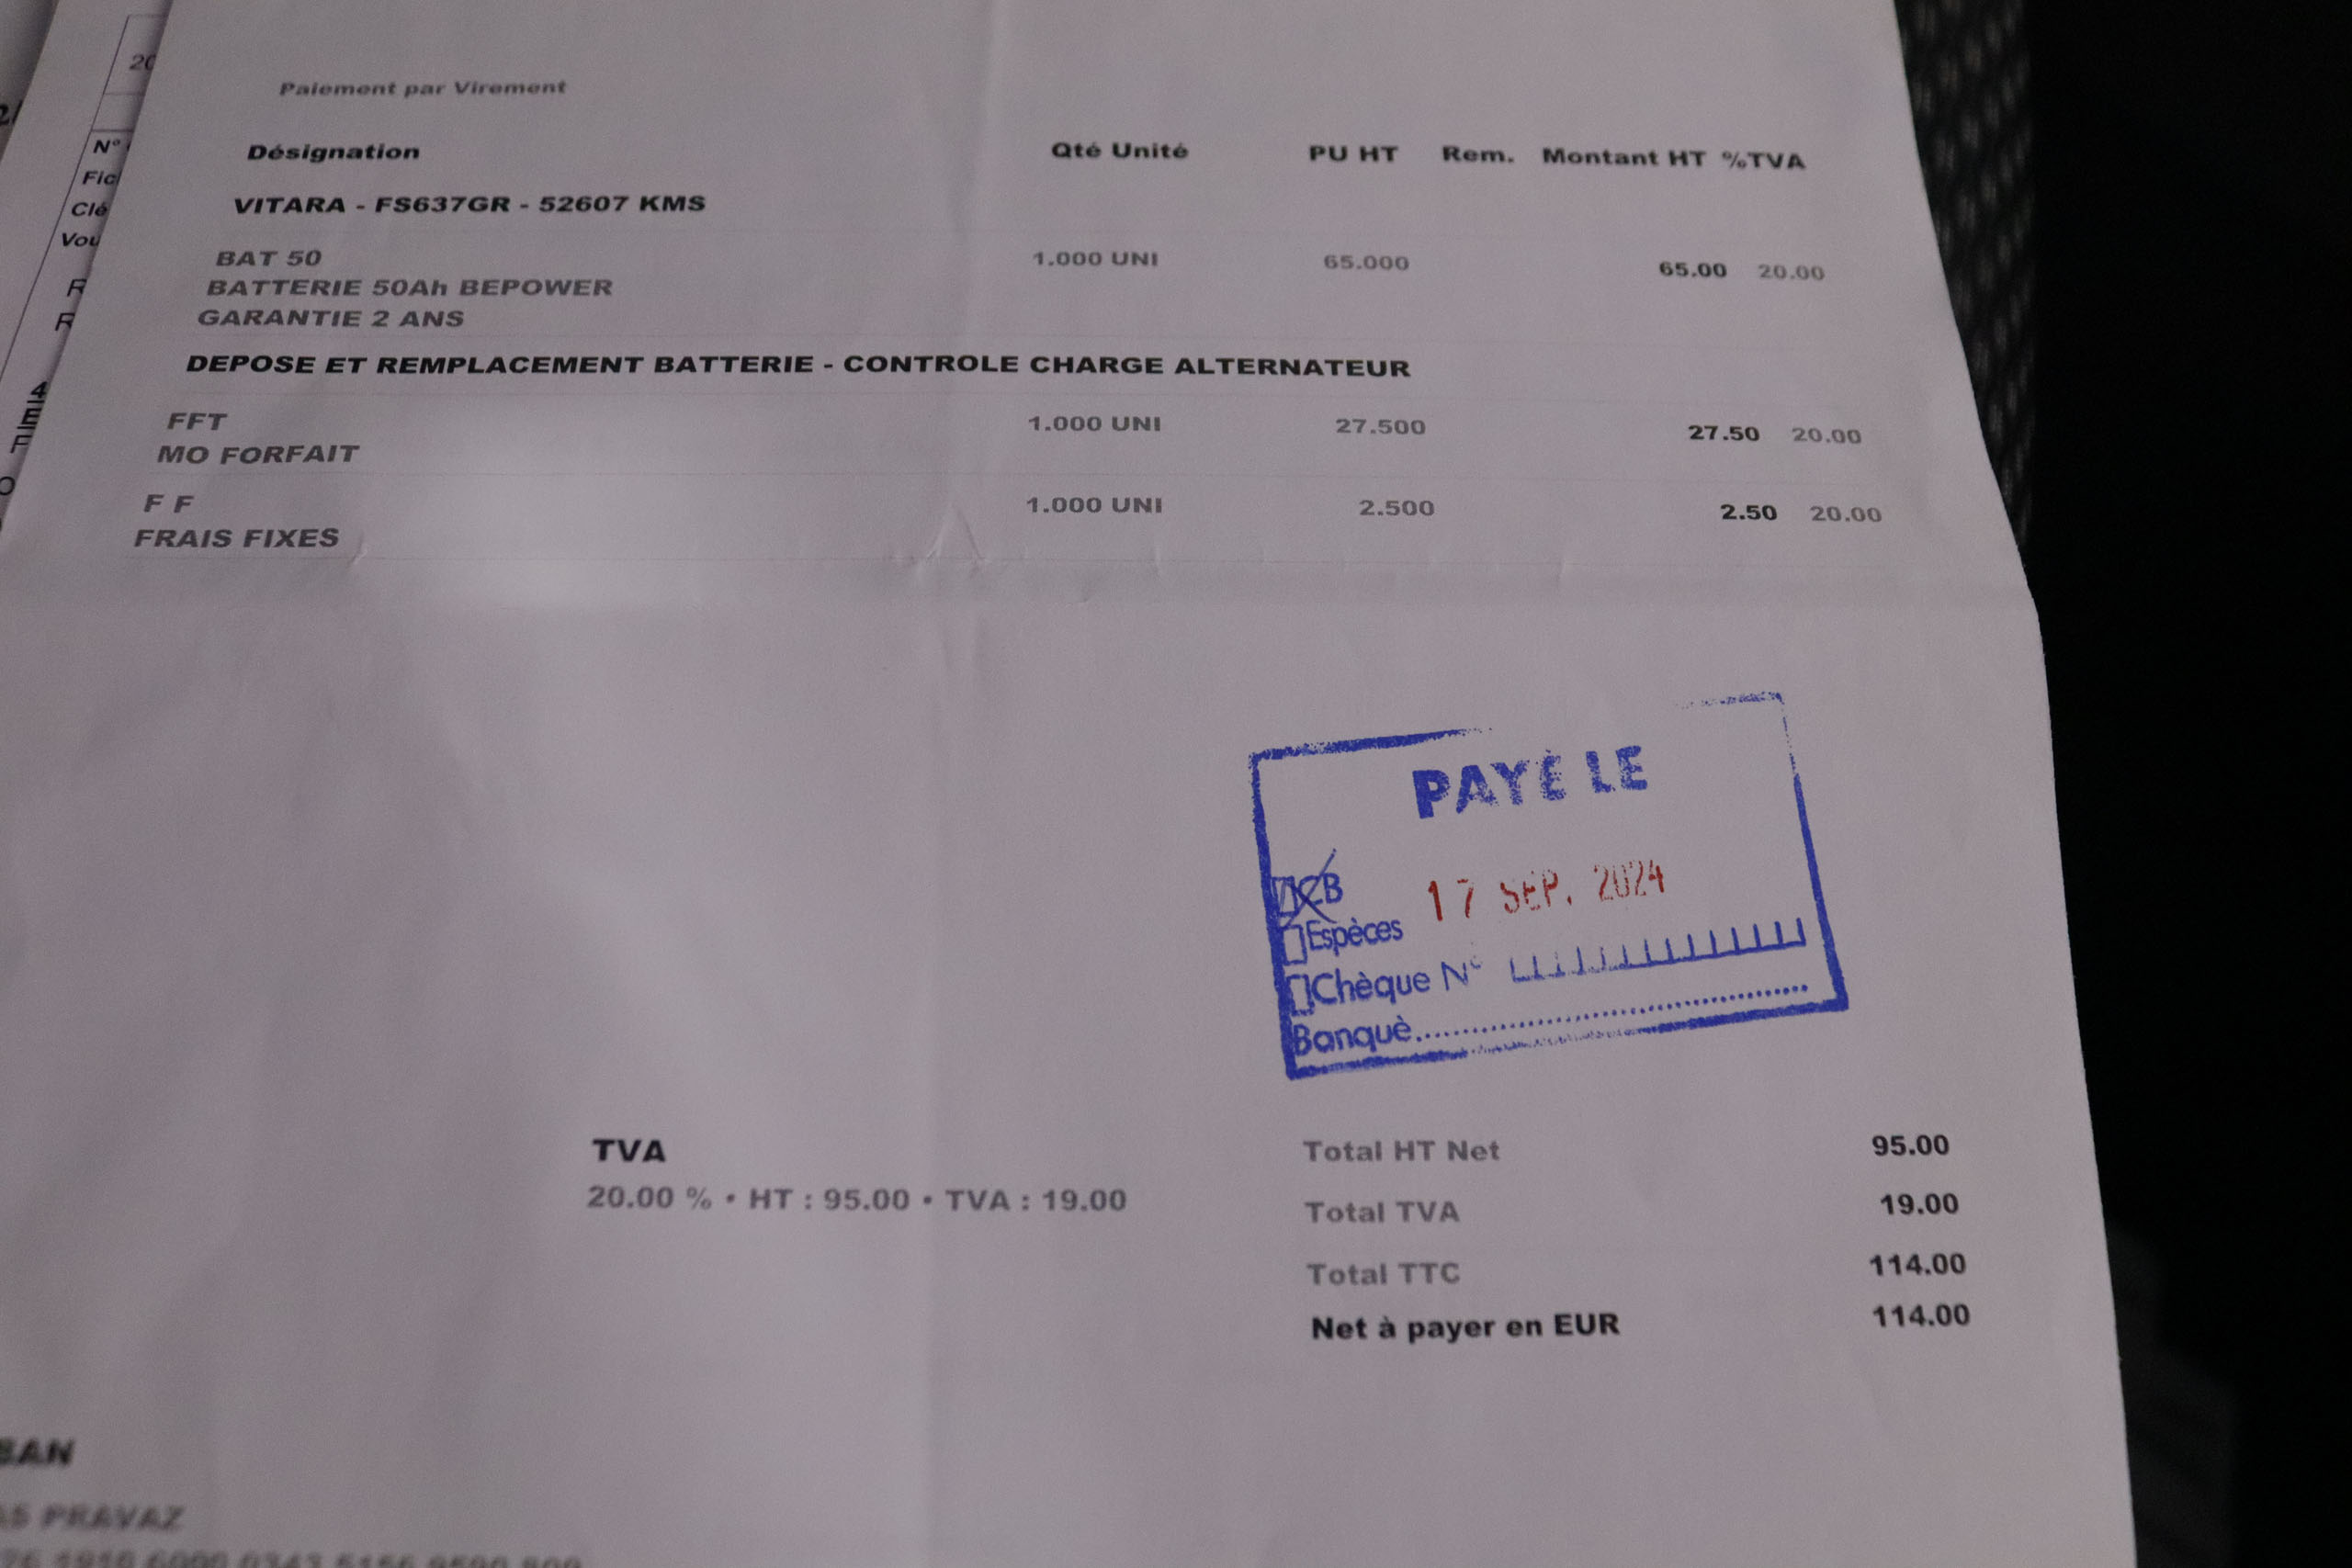 Paiement par Virement
Désignation Qté Unité PU HT Rem. Montant HT %TVA
VITARA - FS637GR - 52607 KMS
BAT 50 1.000 UNI 65.000 65.00 20.00
BATTERIE 50Ah BEPOWER
GARANTIE 2 ANS
DEPOSE ET REMPLACEMENT BATTERIE - CONTROLE CHARGE ALTERNATEUR
FFT 1.000 UNI 27.500 27.50 20.00
MO FORFAIT
F F 1.000 UNI 2.500 2.50 20.00
FRAIS FIXES
PAYÉ LE
CB 17 SEP. 2024
Espèces
Chèque N°
Banque
TVA
20.00 % • HT : 95.00 • TVA : 19.00
Total HT Net 95.00
Total TVA 19.00
Total TTC 114.00
Net à payer en EUR 114.00
PRAVAZ
N°
Clé